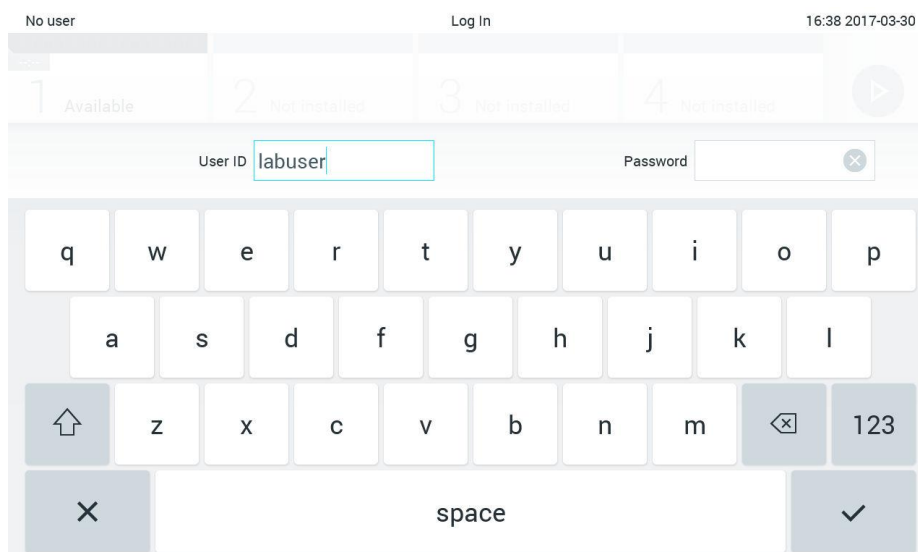 No user Log In 16:38 2017-03-30
1 Available 2 Not installed 3 Not installed 4 Not installed
User ID labuser Password
q w e r t y u i o p
a s d f g h j k l
z x c v b n m 123
space